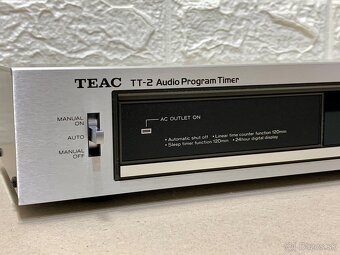 TEAC TT-2 Audio Program Timer
MANUAL
ON
AUTO
MANUAL
OFF
AC OUTLET ON
•Automatic shut off •Linear time counter function 120min
•Sleep timer function 120min •24hour digital display